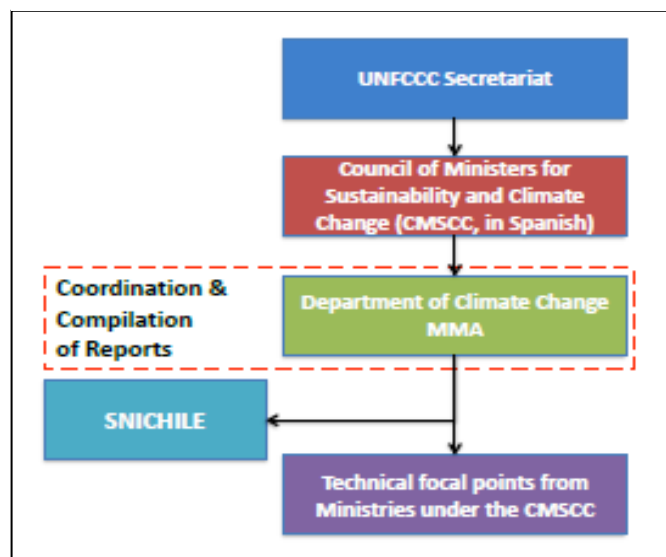 UNFCCC Secretariat
Council of Ministers for
Sustainability and Climate
Change (CMSCC, in Spanish)
Coordination &
Compilation
of Reports
Department of Climate Change
MMA
SNICHILE
Technical focal points from
Ministries under the CMSCC